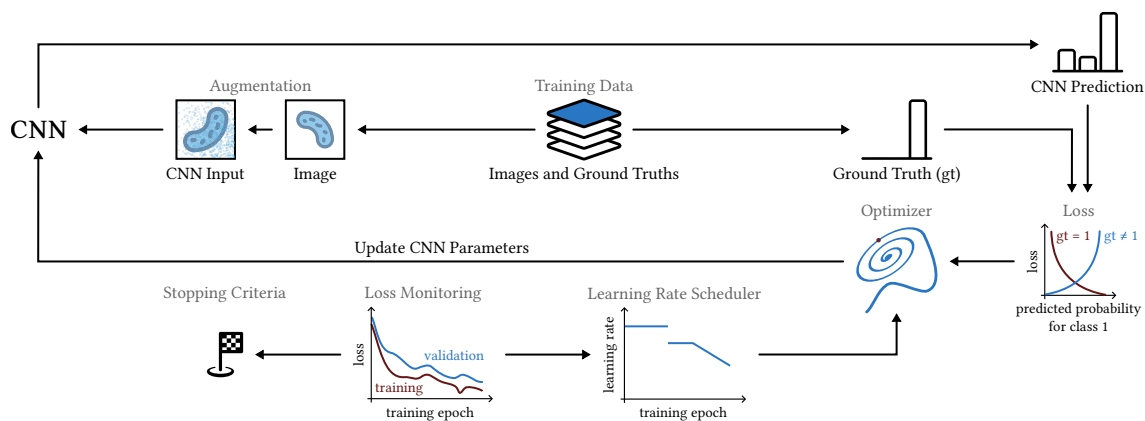 CNN Prediction
Augmentation
Training Data
CNN
CNN Input
Image
Images and Ground Truths
Ground Truth (gt)
Optimizer
Loss
Update CNN Parameters
gt = 1
gt ≠ 1
loss
predicted probability
for class 1
Stopping Criteria
Loss Monitoring
Learning Rate Scheduler
loss
validation
training
training epoch
learning rate
training epoch